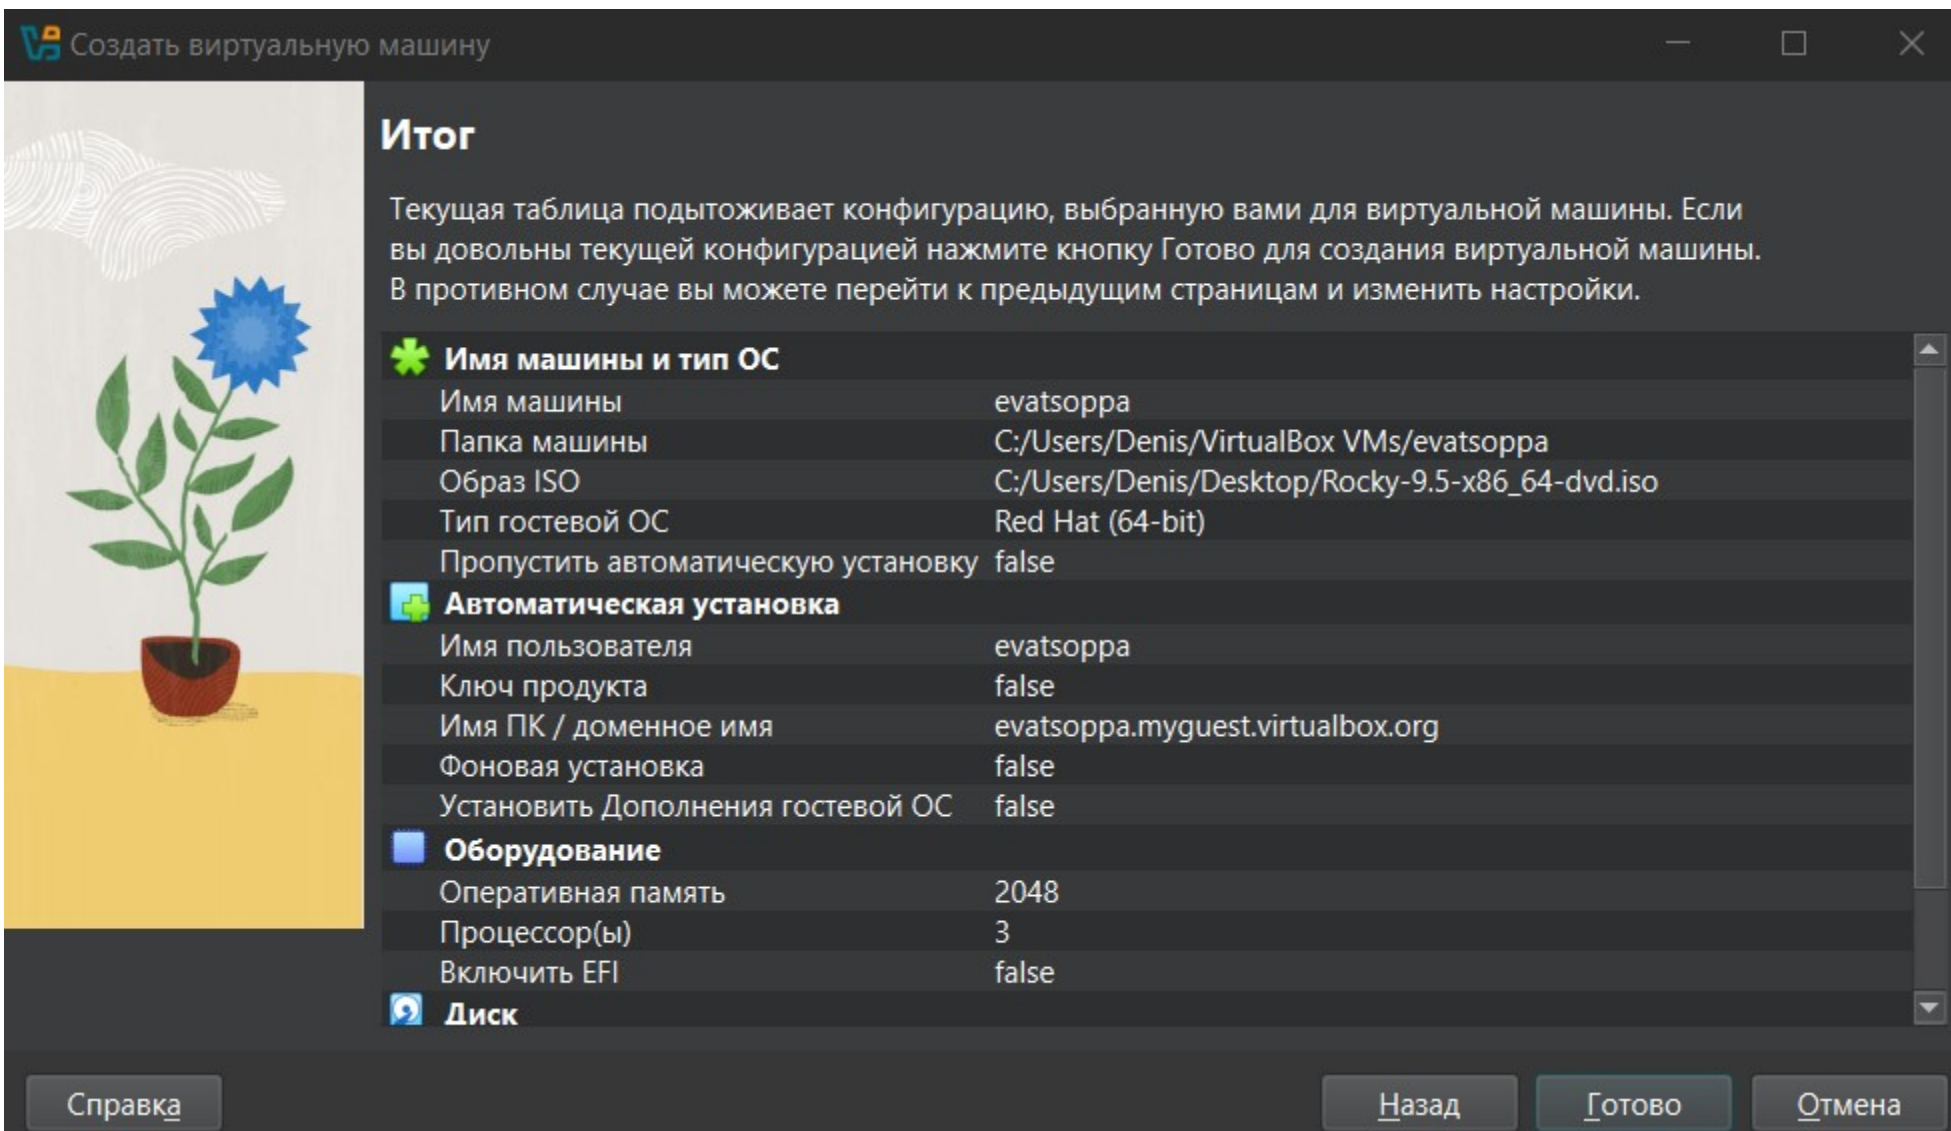 Создать виртуальную машину
Итог
Текущая таблица подытоживает конфигурацию, выбранную вами для виртуальной машины. Если
вы довольны текущей конфигурацией нажмите кнопку Готово для создания виртуальной машины.
В противном случае вы можете перейти к предыдущим страницам и изменить настройки.
Имя машины и тип ОС
Имя машины evatsoppa
Папка машины C:/Users/Denis/VirtualBox VMs/evatsoppa
Образ ISO C:/Users/Denis/Desktop/Rocky-9.5-x86_64-dvd.iso
Тип гостевой ОС Red Hat (64-bit)
Пропустить автоматическую установку false
Автоматическая установка
Имя пользователя evatsoppa
Ключ продукта false
Имя ПК / доменное имя evatsoppa.myguest.virtualbox.org
Фоновая установка false
Установить Дополнения гостевой ОС false
Оборудование
Оперативная память 2048
Процессор(ы) 3
Включить EFI false
Диск
Справка Назад Готово Отмена